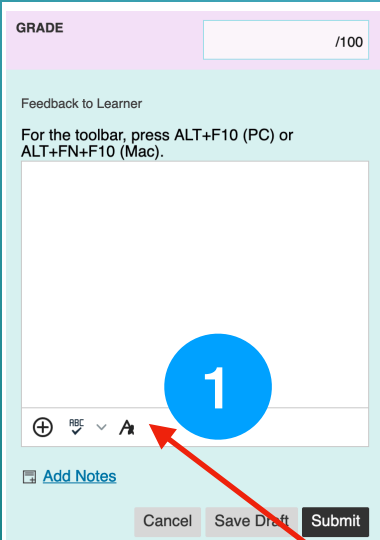 GRADE
/100
Feedback to Learner
For the toolbar, press ALT+F10 (PC) or
ALT+FN+F10 (Mac).
1
ABC
A
Add Notes
Cancel Save Draft Submit